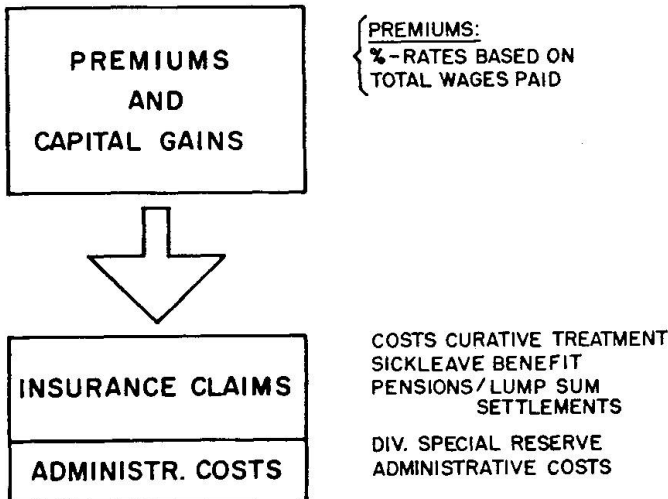 PREMIUMS
AND
CAPITAL GAINS
PREMIUMS:
%-RATES BASED ON
TOTAL WAGES PAID
INSURANCE CLAIMS
COSTS CURATIVE TREATMENT
SICKLEAVE BENEFIT
PENSIONS/LUMP SUM
SETTLEMENTS
ADMINISTR. COSTS
DIV. SPECIAL RESERVE
ADMINISTRATIVE COSTS